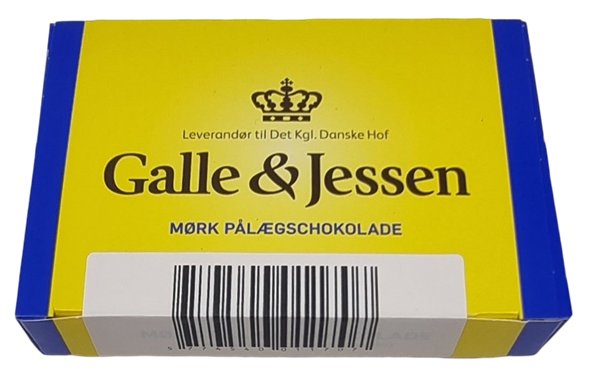 Leverandør til Det Kgl. Danske Hof
Galle & Jessen
MØRK PÅLÆGSCHOKOLADE